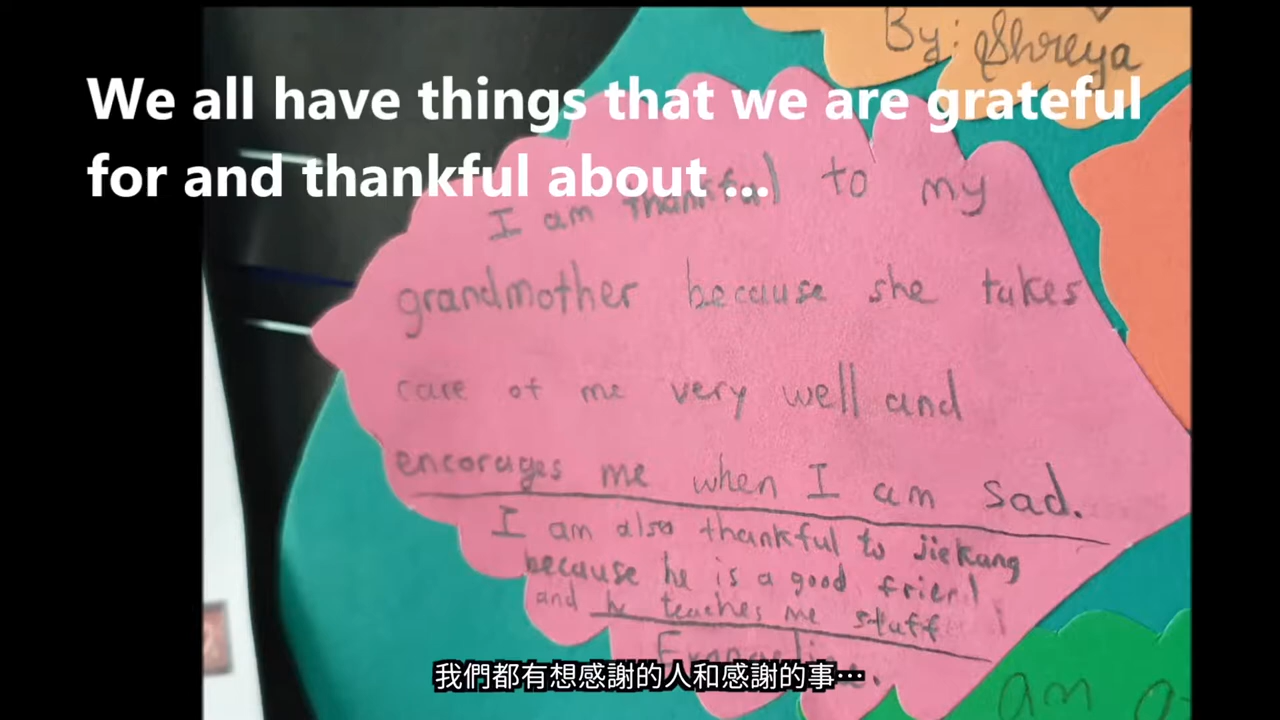 By: Shreya
We all have things that we are grateful
for and thankful about ...
I am thankful to my
grandmother because she takes
care of me very well and
encorages me when I am sad.
I am also thankful to jiekang
because he is a good friend
and he teaches me stuff
Evangeline.
我們都有想感謝的人和感謝的事…
am